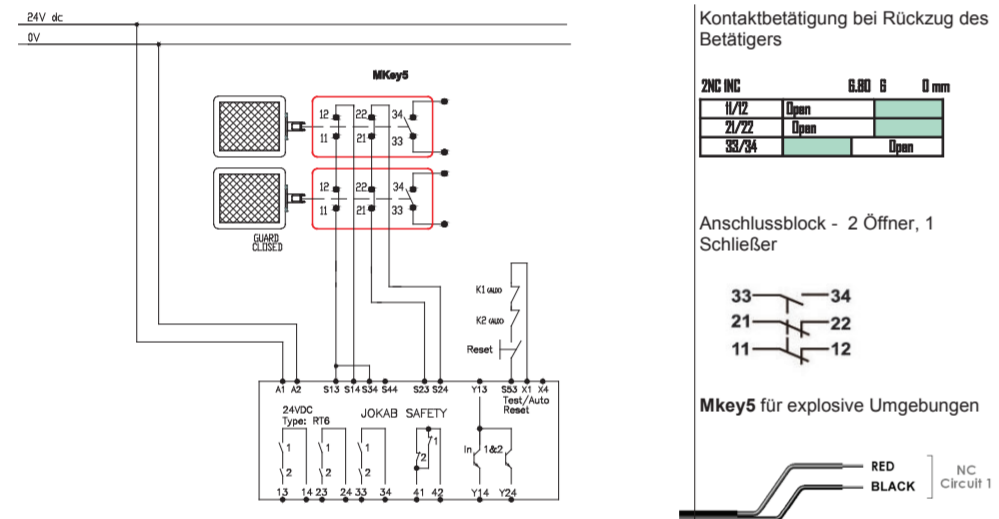 24V dc
0V
MKey5
12 22 34
11 21 33
12 22 34
11 21 33
GUARD
CLOSED
K1 (AUX)
K2 (AUX)
Reset
A1 A2 S13 S14 S34 S44 S23 S24 Y13 S53 X1 X4
Test/Auto
Reset
24VDC
Type: RT6
JOKAB SAFETY
1 1 1 1
In 1&2
2 2 2 2
13 14 23 24 33 34 41 42 Y14 Y24
Kontaktbetätigung bei Rückzug des
Betätigers
2NC 1NC 6.80 6 0 mm
11/12 Open
21/22 Open
33/34 Open
Anschlussblock - 2 Öffner, 1
Schließer
33 34
21 22
11 12
Mkey5 für explosive Umgebungen
RED
BLACK
NC
Circuit 1